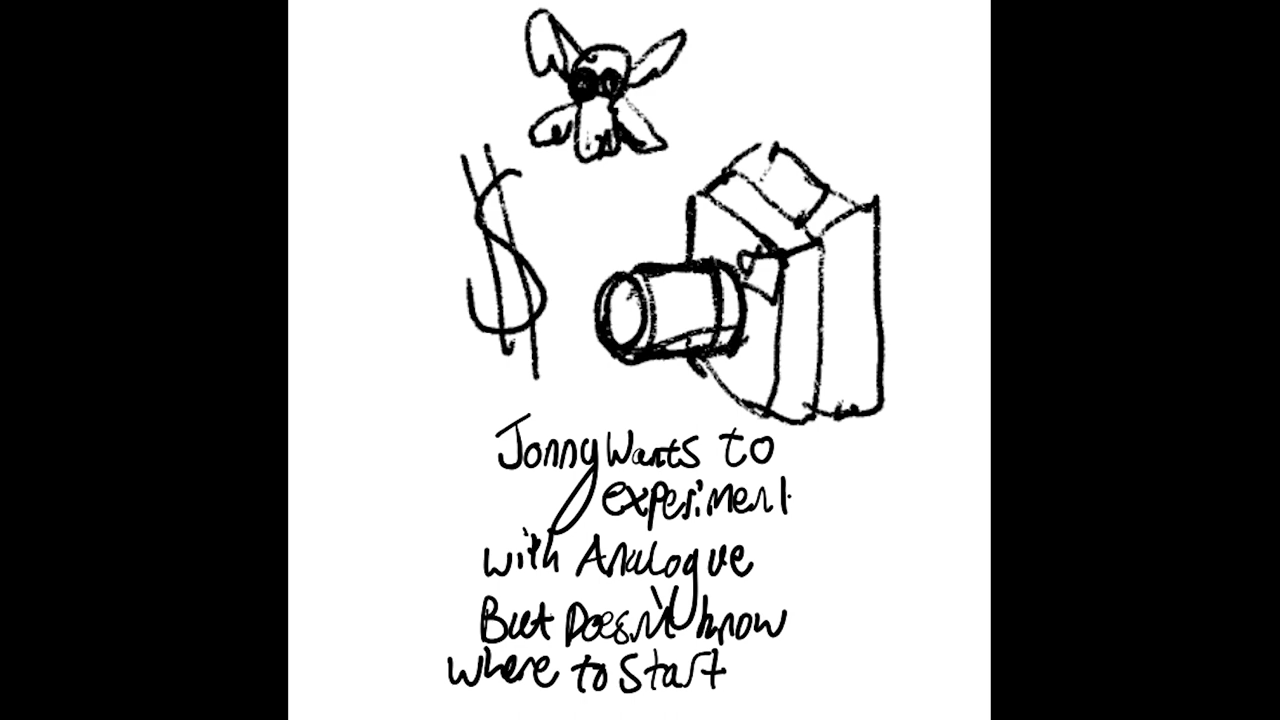 $
Jonny Wants to
experiment
with Analogue
But Doesn't know
where to start